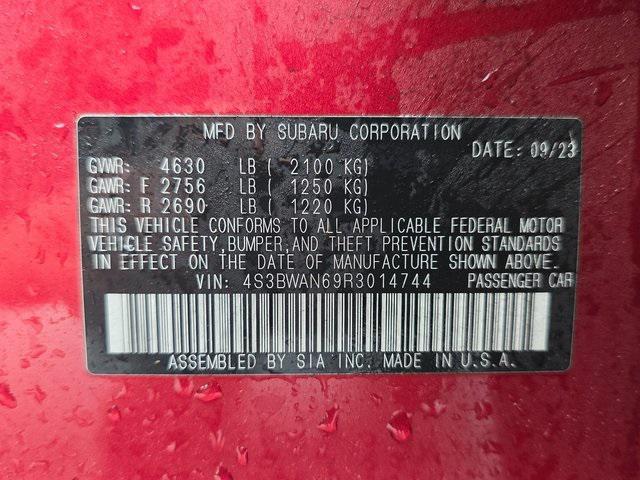 MFD BY SUBARU CORPORATION
DATE: 09/23
GVWR: 4630 LB ( 2100 KG)
GAWR: F 2756 LB ( 1250 KG)
GAWR: R 2690 LB ( 1220 KG)
THIS VEHICLE CONFORMS TO ALL APPLICABLE FEDERAL MOTOR
VEHICLE SAFETY, BUMPER, AND THEFT PREVENTION STANDARDS
IN EFFECT ON THE DATE OF MANUFACTURE SHOWN ABOVE.
VIN: 4S3BWAN69R3014744 PASSENGER CAR
ASSEMBLED BY SIA INC. MADE IN U.S.A.